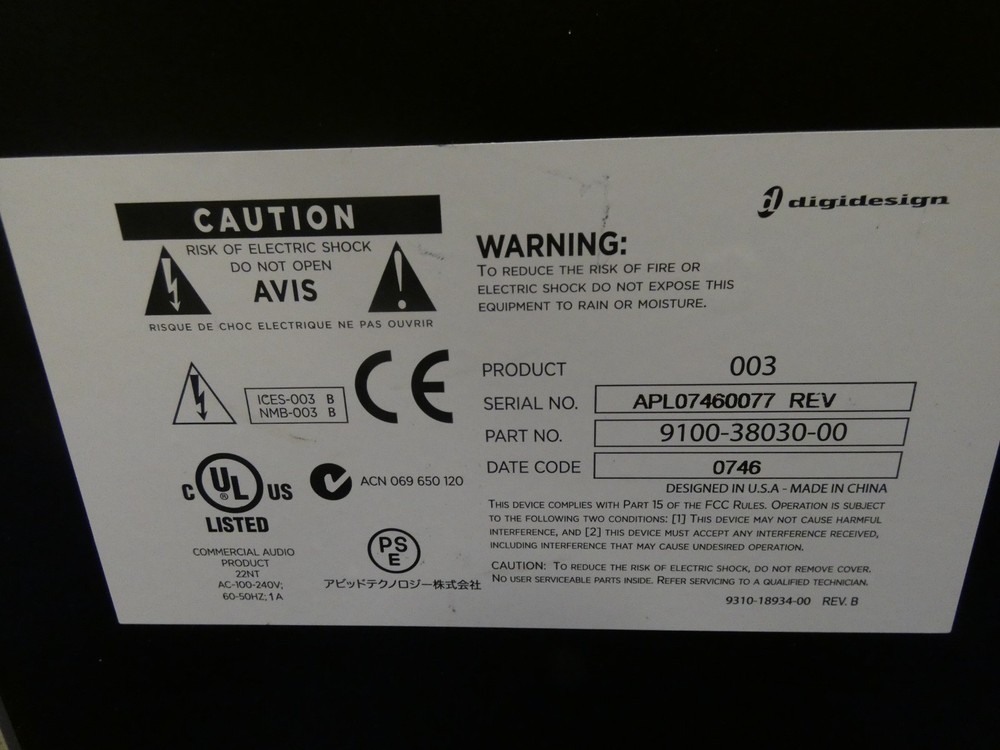 digidesign
CAUTION
RISK OF ELECTRIC SHOCK
DO NOT OPEN
AVIS
RISQUE DE CHOC ELECTRIQUE NE PAS OUVRIR
WARNING:
TO REDUCE THE RISK OF FIRE OR
ELECTRIC SHOCK DO NOT EXPOSE THIS
EQUIPMENT TO RAIN OR MOISTURE.
ICES-003 B
NMB-003 B
CE
C UL ® US
LISTED
ACN 069 650 120
COMMERCIAL AUDIO
PRODUCT
22NT
AC-100-240V;
60-50HZ; 1A
PS
E
アビッドテクノロジー株式会社
PRODUCT 003
SERIAL NO. APL07460077 REV
PART NO. 9100-38030-00
DATE CODE 0746
DESIGNED IN U.S.A - MADE IN CHINA
THIS DEVICE COMPLIES WITH PART 15 OF THE FCC RULES. OPERATION IS SUBJECT
TO THE FOLLOWING TWO CONDITIONS: [1] THIS DEVICE MAY NOT CAUSE HARMFUL
INTERFERENCE, AND [2] THIS DEVICE MUST ACCEPT ANY INTERFERENCE RECEIVED,
INCLUDING INTERFERENCE THAT MAY CAUSE UNDESIRED OPERATION.
CAUTION: TO REDUCE THE RISK OF ELECTRIC SHOCK, DO NOT REMOVE COVER.
NO USER SERVICEABLE PARTS INSIDE. REFER SERVICING TO A QUALIFIED TECHNICIAN.
9310-18934-00 REV. B